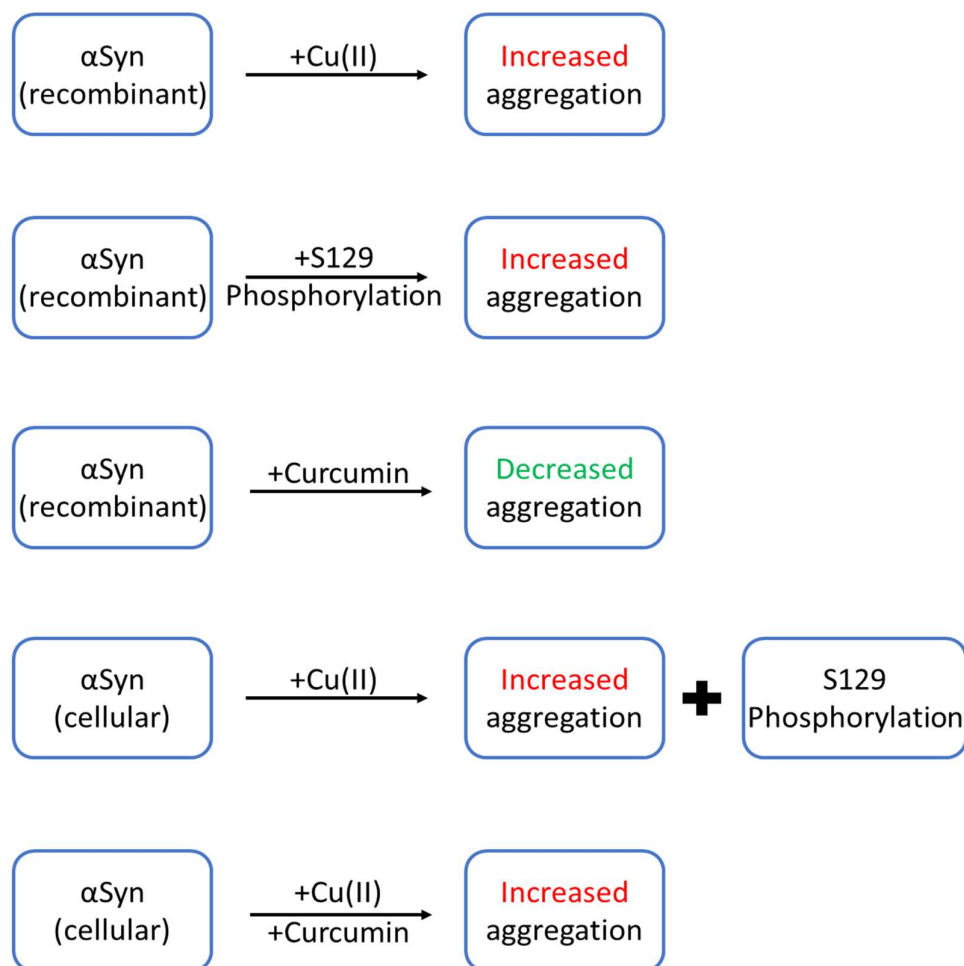 αSyn
(recombinant)
+Cu(II)
Increased
aggregation
αSyn
(recombinant)
+S129
Phosphorylation
Increased
aggregation
αSyn
(recombinant)
+Curcumin
Decreased
aggregation
αSyn
(cellular)
+Cu(II)
Increased
aggregation
S129
Phosphorylation
αSyn
(cellular)
+Cu(II)
+Curcumin
Increased
aggregation